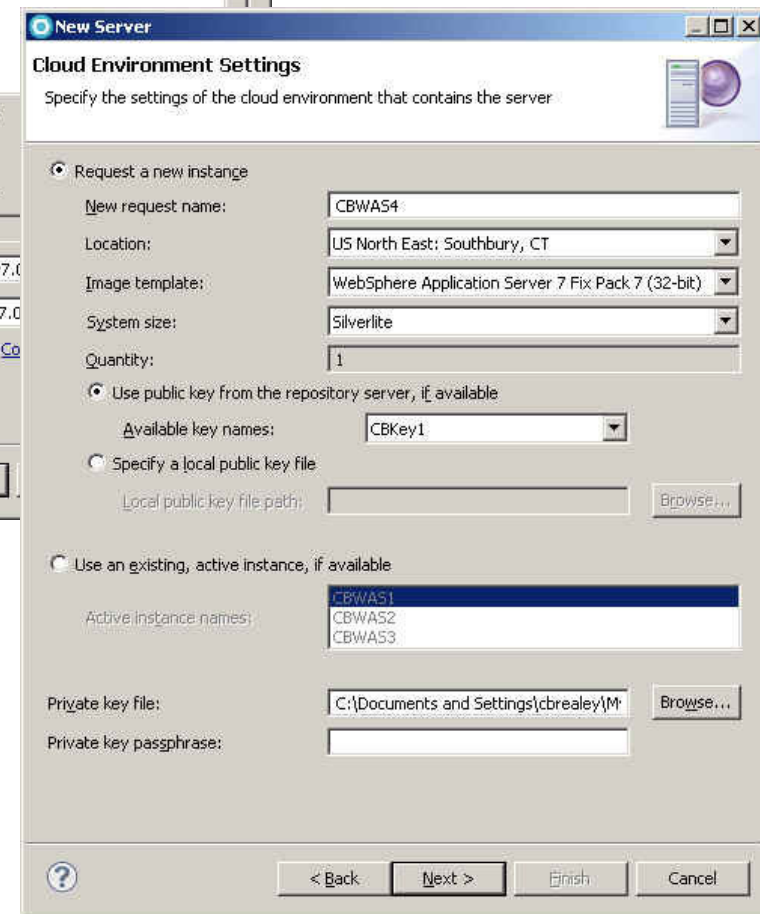 New Server
Cloud Environment Settings
Specify the settings of the cloud environment that contains the server
Request a new instance
New request name: CBWAS4
Location: US North East: Southbury, CT
7.0
Image template: WebSphere Application Server 7 Fix Pack 7 (32-bit)
7.0
System size: Silverlite
Co
Quantity: 1
Use public key from the repository server, if available
Available key names: CBKey1
Specify a local public key file
Local public key file path: Browse...
Use an existing, active instance, if available
Active instance names: CBWAS1
CBWAS2
CBWAS3
Private key file: C:\Documents and Settings\cbrealey\M Browse...
Private key passphrase:
? < Back Next > Finish Cancel